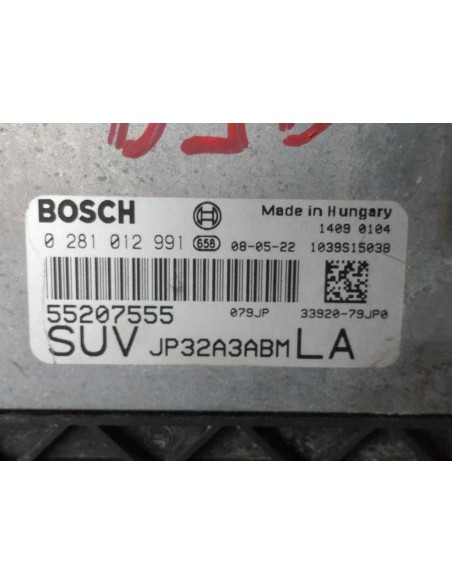 BOSCH Made in Hungary
1409 0104
0 281 012 991 658 08-05-22 1039S15038
55207555 079JP 33920-79JP0
SUV JP32A3ABM LA